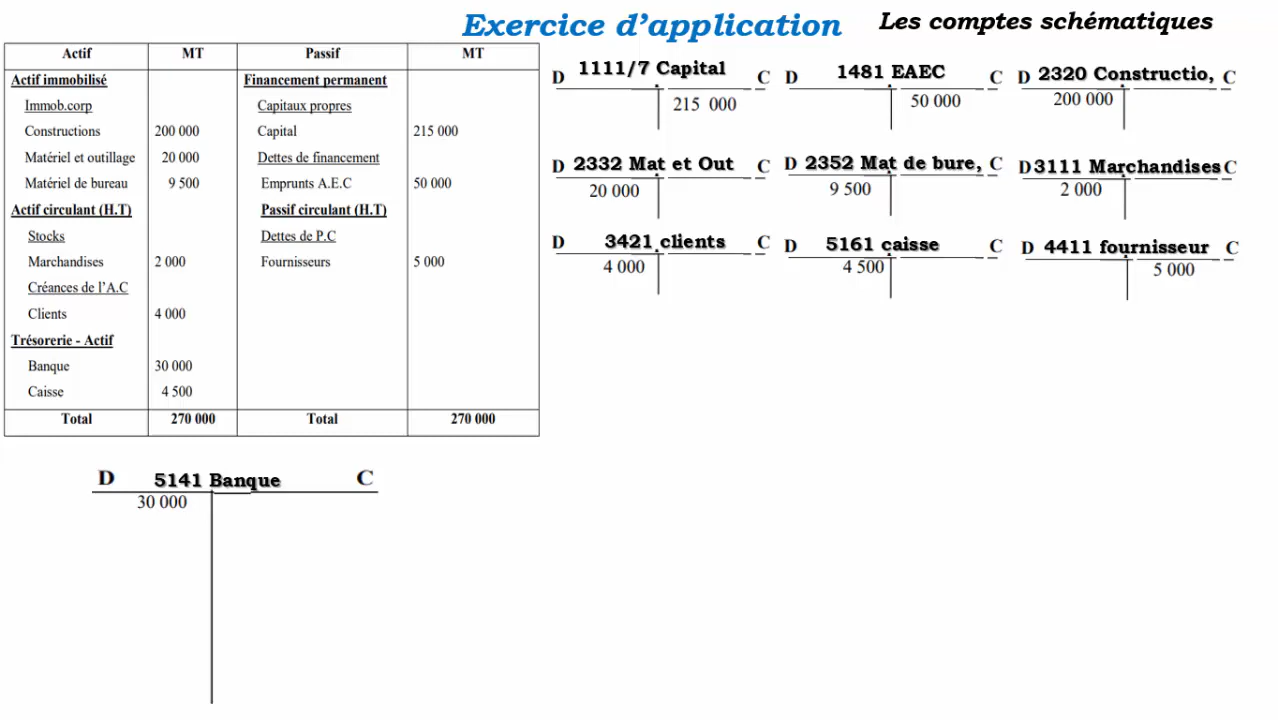 Exercice d'application
Les comptes schématiques
Actif MT Passif MT
Actif immobilisé Financement permanent
Immob.corp Capitaux propres
Constructions 200 000 Capital 215 000
Matériel et outillage 20 000 Dettes de financement
Matériel de bureau 9 500 Emprunts A.E.C 50 000
Actif circulant (H.T) Passif circulant (H.T)
Stocks Dettes de P.C
Marchandises 2 000 Fournisseurs 5 000
Créances de l'A.C
Clients 4 000
Trésorerie - Actif
Banque 30 000
Caisse 4 500
Total 270 000 Total 270 000
D 1111/7 Capital C
215 000
D 1481 EAEC C
50 000
D 2320 Constructio, C
200 000
D 2332 Mat et Out C
20 000
D 2352 Mat de bure, C
9 500
D 3111 Marchandises C
2 000
D 3421 clients C
4 000
D 5161 caisse C
4 500
D 4411 fournisseur C
5 000
D 5141 Banque C
30 000